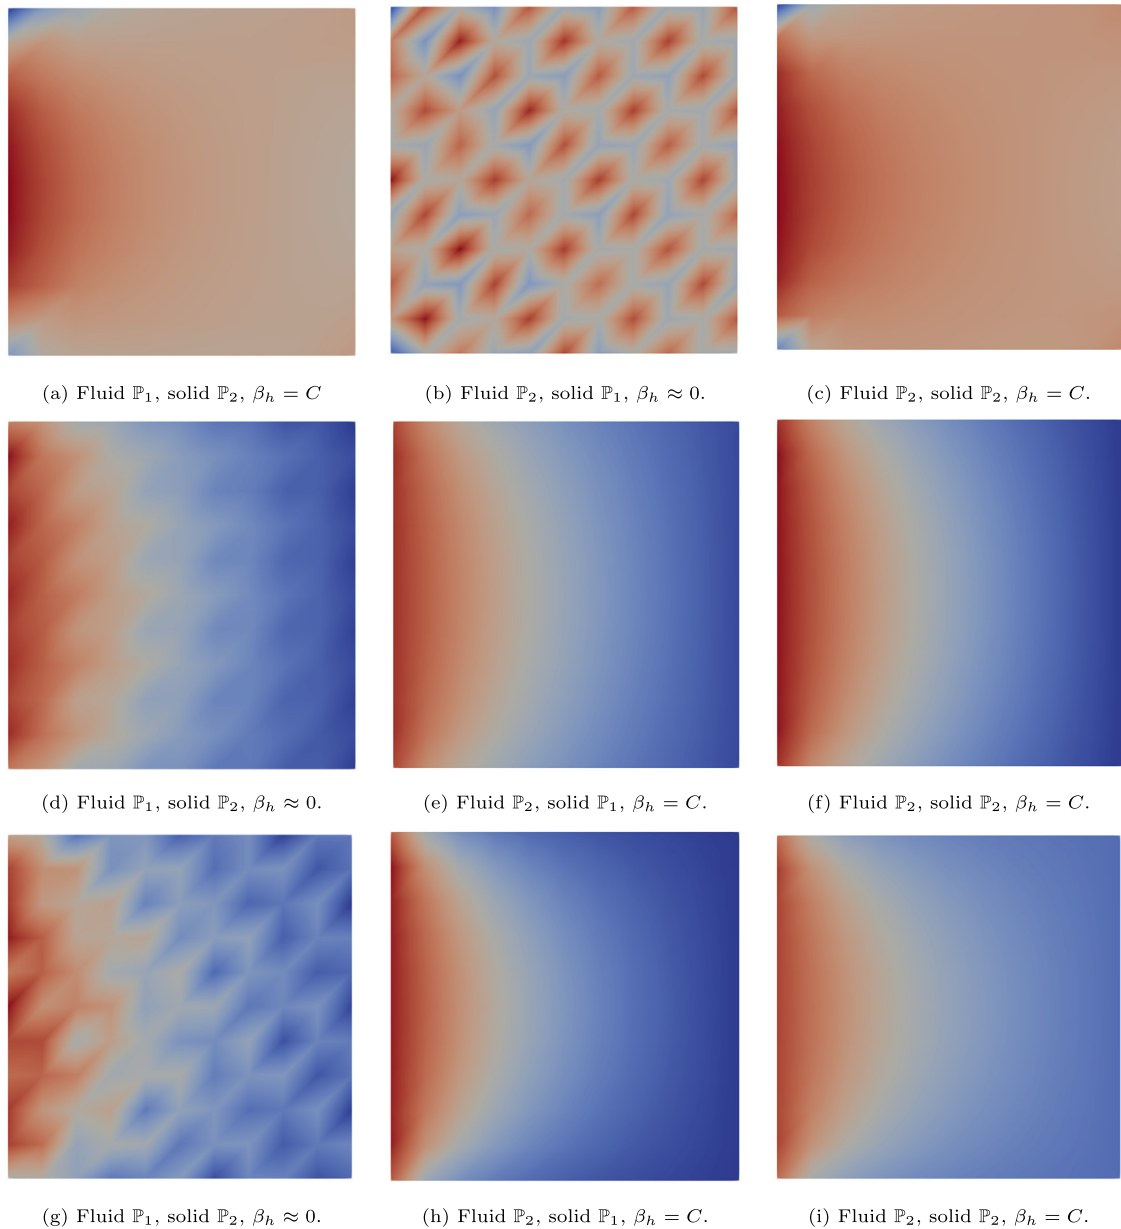 (a) Fluid ℙ₁, solid ℙ₂, βₕ = C
(b) Fluid ℙ₂, solid ℙ₁, βₕ ≈ 0.
(c) Fluid ℙ₂, solid ℙ₂, βₕ = C.
(d) Fluid ℙ₁, solid ℙ₂, βₕ ≈ 0.
(e) Fluid ℙ₂, solid ℙ₁, βₕ = C.
(f) Fluid ℙ₂, solid ℙ₂, βₕ = C.
(g) Fluid ℙ₁, solid ℙ₂, βₕ ≈ 0.
(h) Fluid ℙ₂, solid ℙ₁, βₕ = C.
(i) Fluid ℙ₂, solid ℙ₂, βₕ = C.